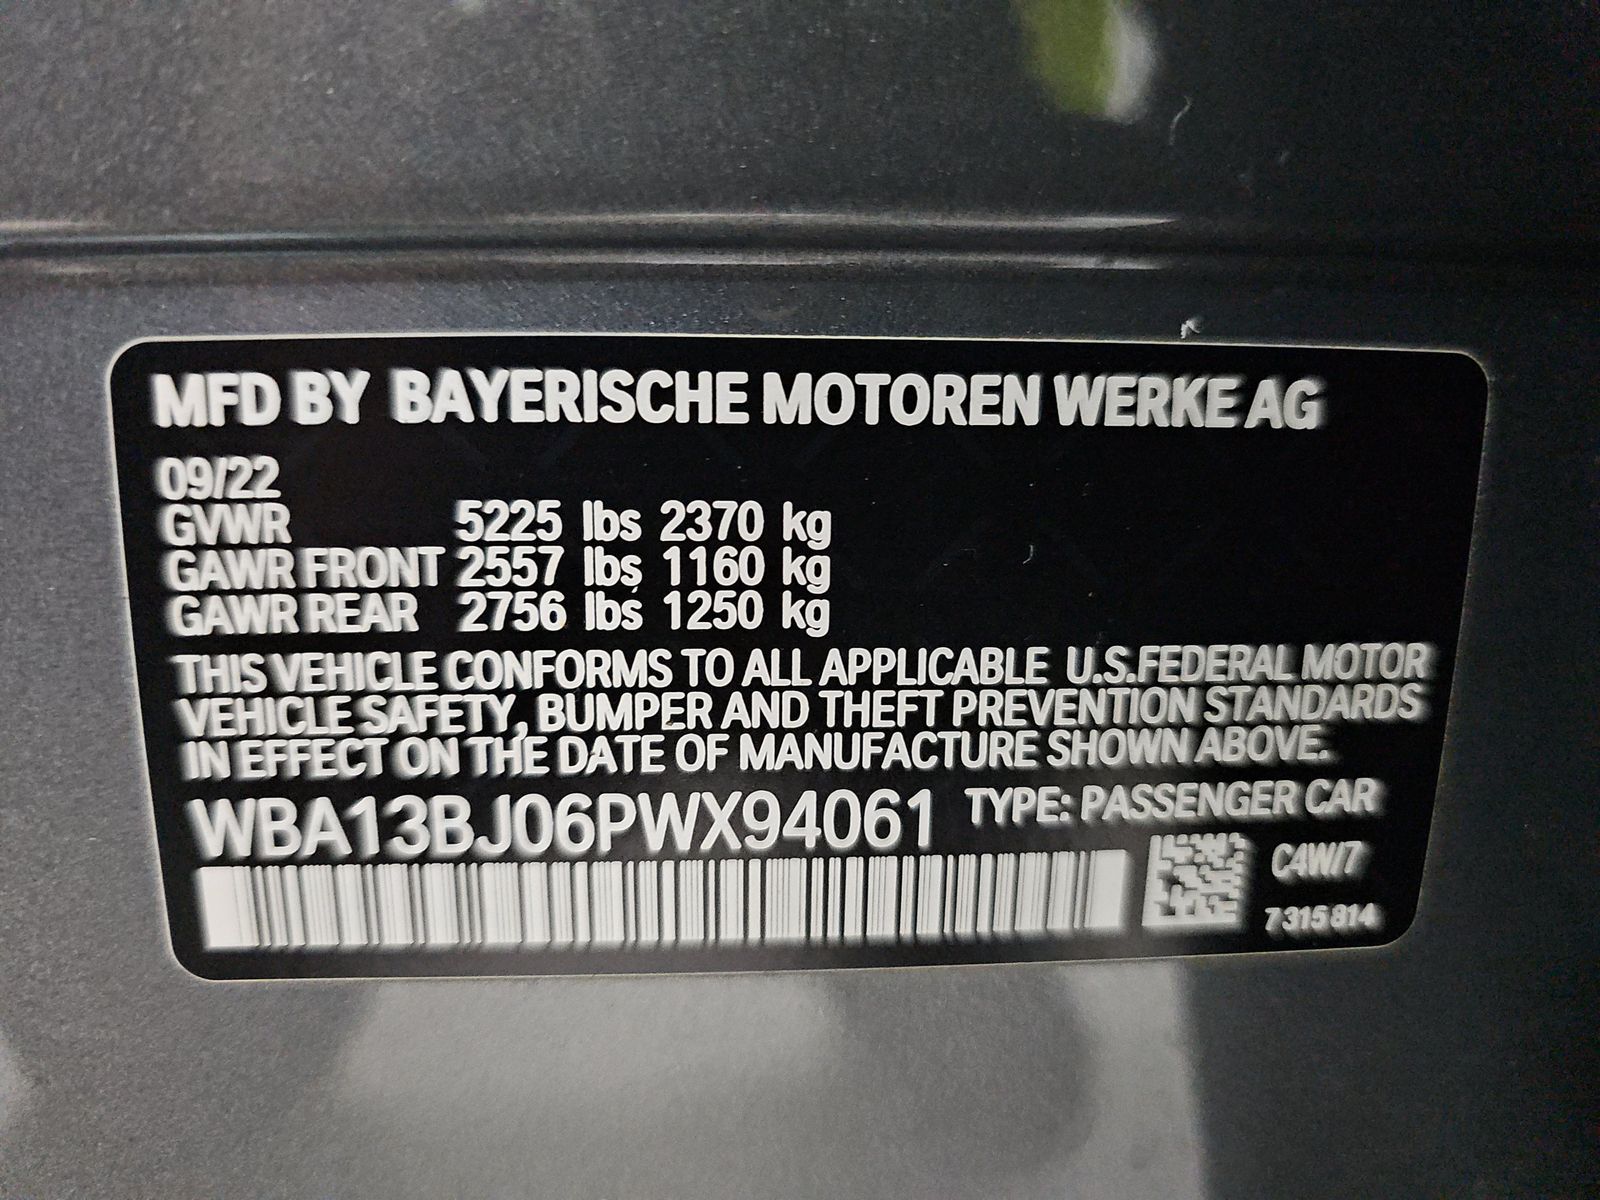 MFD BY BAYERISCHE MOTOREN WERKE AG
09/22
GVWR 5225 lbs 2370 kg
GAWR FRONT 2557 lbs 1160 kg
GAWR REAR 2756 lbs 1250 kg
THIS VEHICLE CONFORMS TO ALL APPLICABLE U.S.FEDERAL MOTOR
VEHICLE SAFETY, BUMPER AND THEFT PREVENTION STANDARDS
IN EFFECT ON THE DATE OF MANUFACTURE SHOWN ABOVE.
WBA13BJ06PWX94061 TYPE: PASSENGER CAR
C4W/7
7 315 814